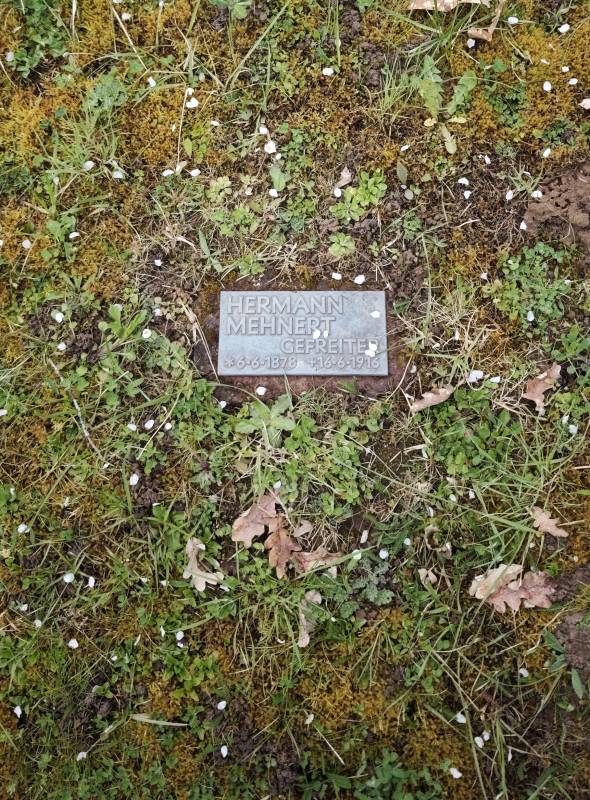 HERMANN
MEHNERT
GEFREITER
*6·6·1878 †16·6·1916